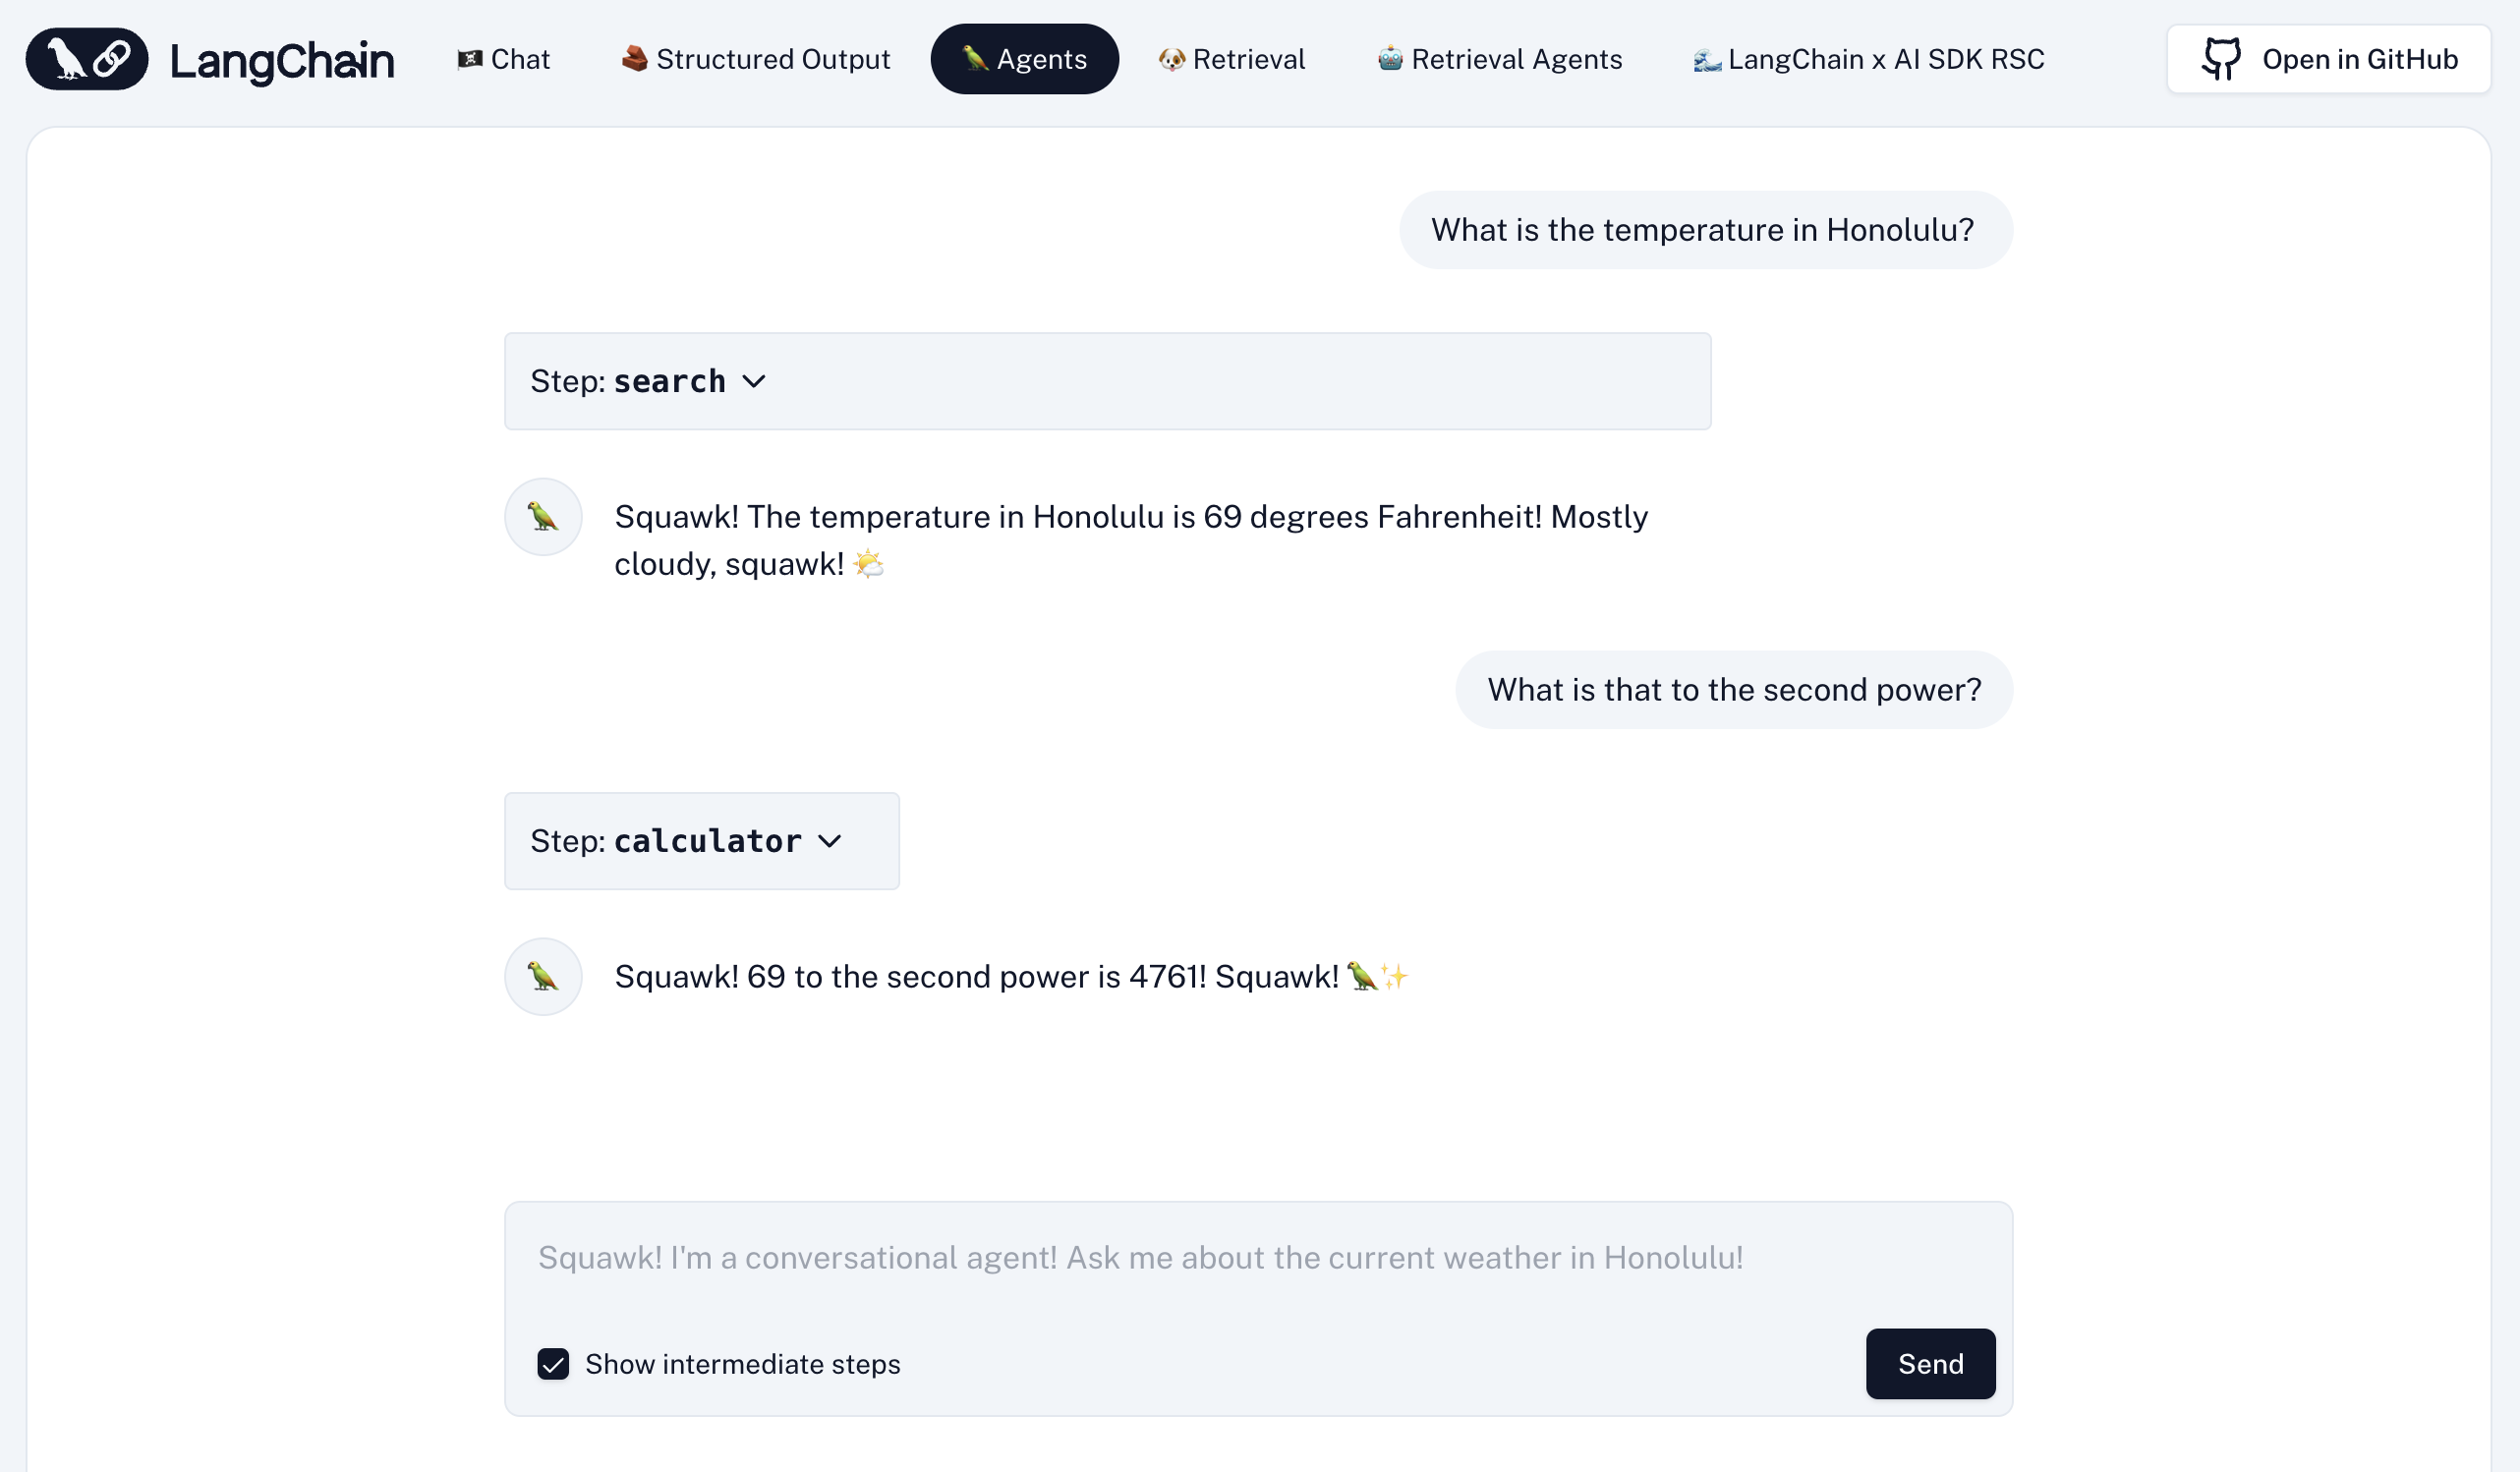 LangChain
🏴‍☠️ Chat
🧱 Structured Output
🦜 Agents
🐶 Retrieval
🤖 Retrieval Agents
🌊 LangChain x AI SDK RSC
Open in GitHub
What is the temperature in Honolulu?
Step: search
Squawk! The temperature in Honolulu is 69 degrees Fahrenheit! Mostly
cloudy, squawk! 🌤️
What is that to the second power?
Step: calculator
Squawk! 69 to the second power is 4761! Squawk! 🦜✨
Squawk! I'm a conversational agent! Ask me about the current weather in Honolulu!
Show intermediate steps
Send